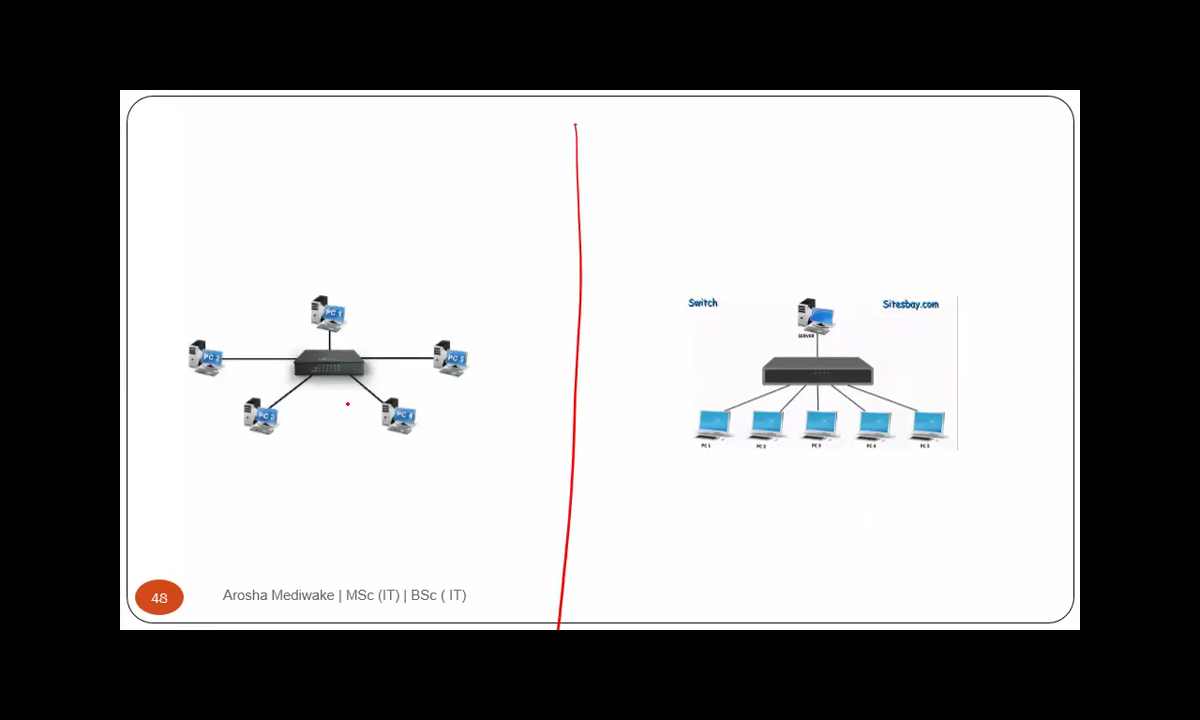 PC 1
PC 2
PC 5
PC 3
PC 4
Switch
Sitesbay.com
SERVER
PC 1
PC 2
PC 3
PC 4
PC 5
48
Arosha Mediwake | MSc (IT) | BSc ( IT)